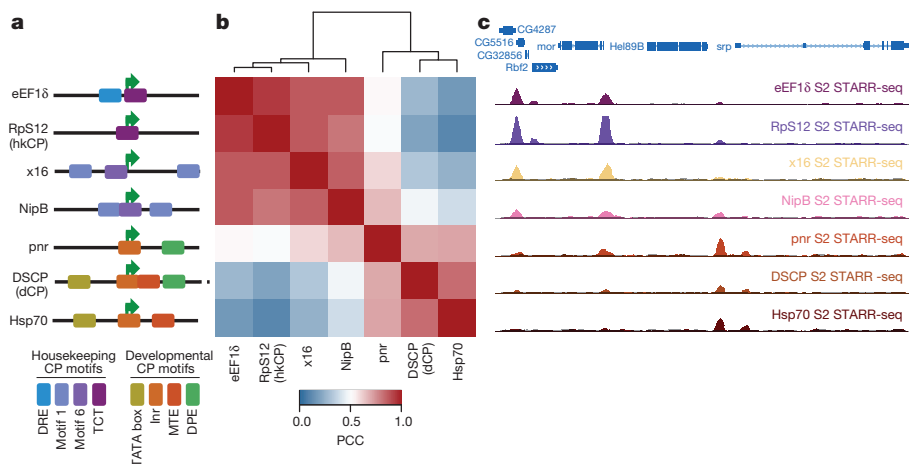 a
eEF1δ
RpS12
(hkCP)
x16
NipB
pnr
DSCP
(dCP)
Hsp70
Housekeeping
CP motifs
Developmental
CP motifs
DRE
Motif 1
Motif 6
TCT
TATA box
Inr
MTE
DPE
b
eEF1δ
RpS12
(hkCP)
x16
NipB
pnr
DSCP
(dCP)
Hsp70
0.0
0.5
1.0
PCC
c
CG4287
CG5516
CG32856
Rbf2
mor
Hel89B
srp
eEF1δ S2 STARR-seq
RpS12 S2 STARR-seq
x16 S2 STARR-seq
NipB S2 STARR-seq
pnr S2 STARR-seq
DSCP S2 STARR -seq
Hsp70 S2 STARR-seq